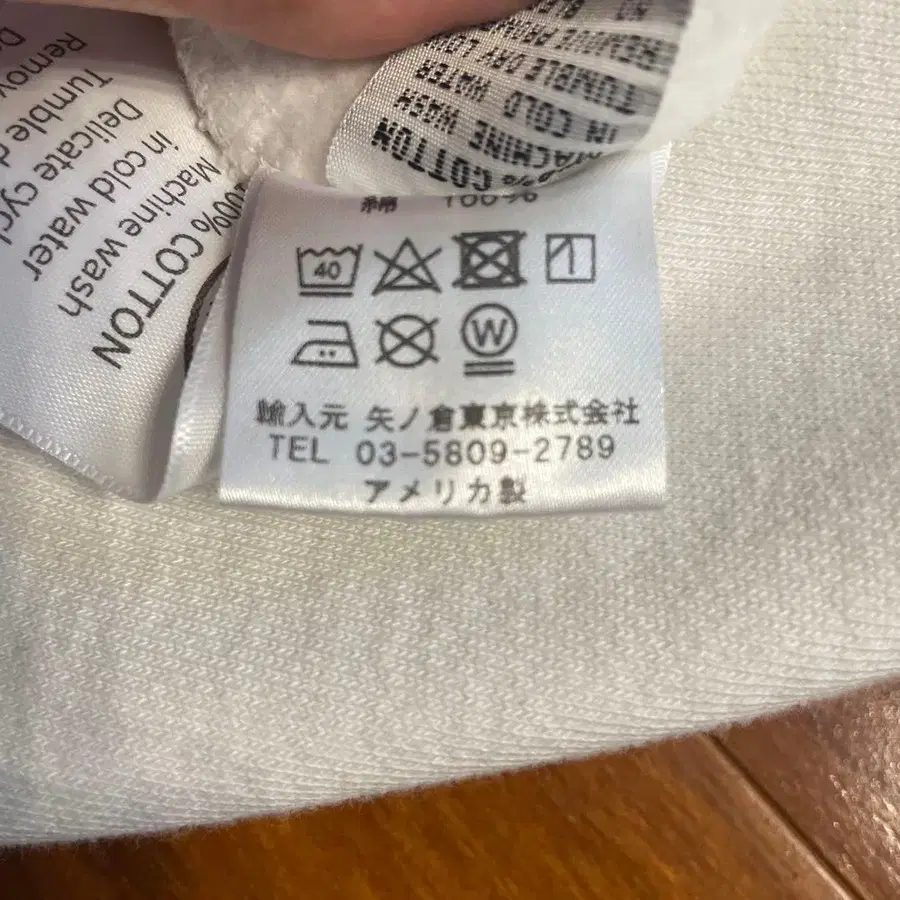 100% COTTON
Machine wash
in cold water
Delicate cycl
Tumble d
Remov
% COTTON
MACHINE WASH
IN COLD WATER
TUMBLE DRY LOW
綿 100%
40
W
輸入元 矢ノ倉東京株式会社
TEL 03-5809-2789
アメリカ製